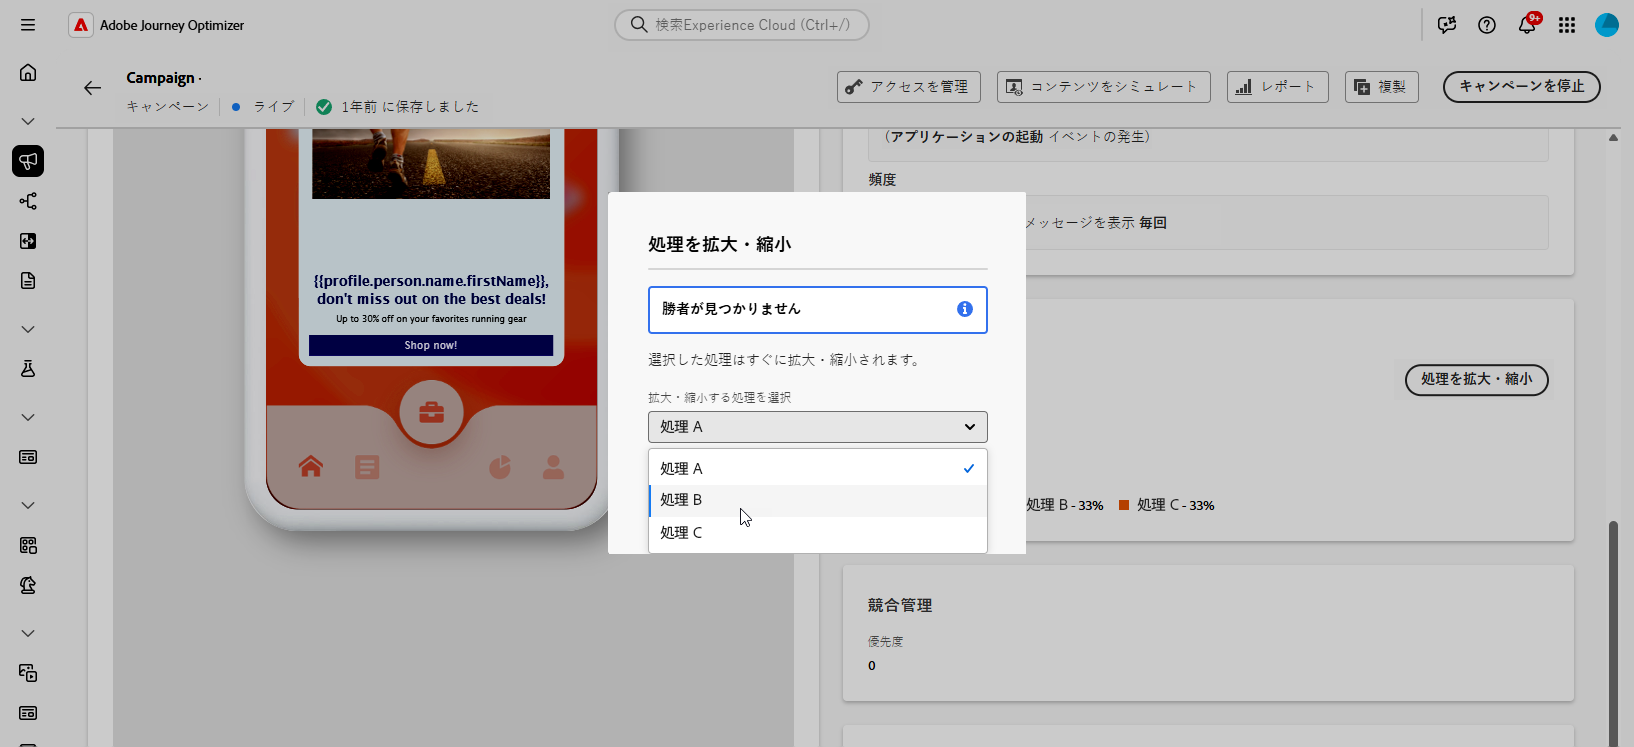 Adobe Journey Optimizer
検索Experience Cloud (Ctrl+/)
9+
Campaign ·
キャンペーン
ライブ
1年前 に保存しました
アクセスを管理
コンテンツをシミュレート
レポート
複製
キャンペーンを停止
{{profile.person.name.firstName}},
don't miss out on the best deals!
Up to 30% off on your favorites running gear
Shop now!
(アプリケーションの起動 イベントの発生)
頻度
メッセージを表示 毎回
処理を拡大・縮小
処理を拡大・縮小
勝者が見つかりません
選択した処理はすぐに拡大・縮小されます。
拡大・縮小する処理を選択
処理 A
処理 A
処理 B
処理 C
処理 B - 33%
処理 C - 33%
競合管理
優先度
0